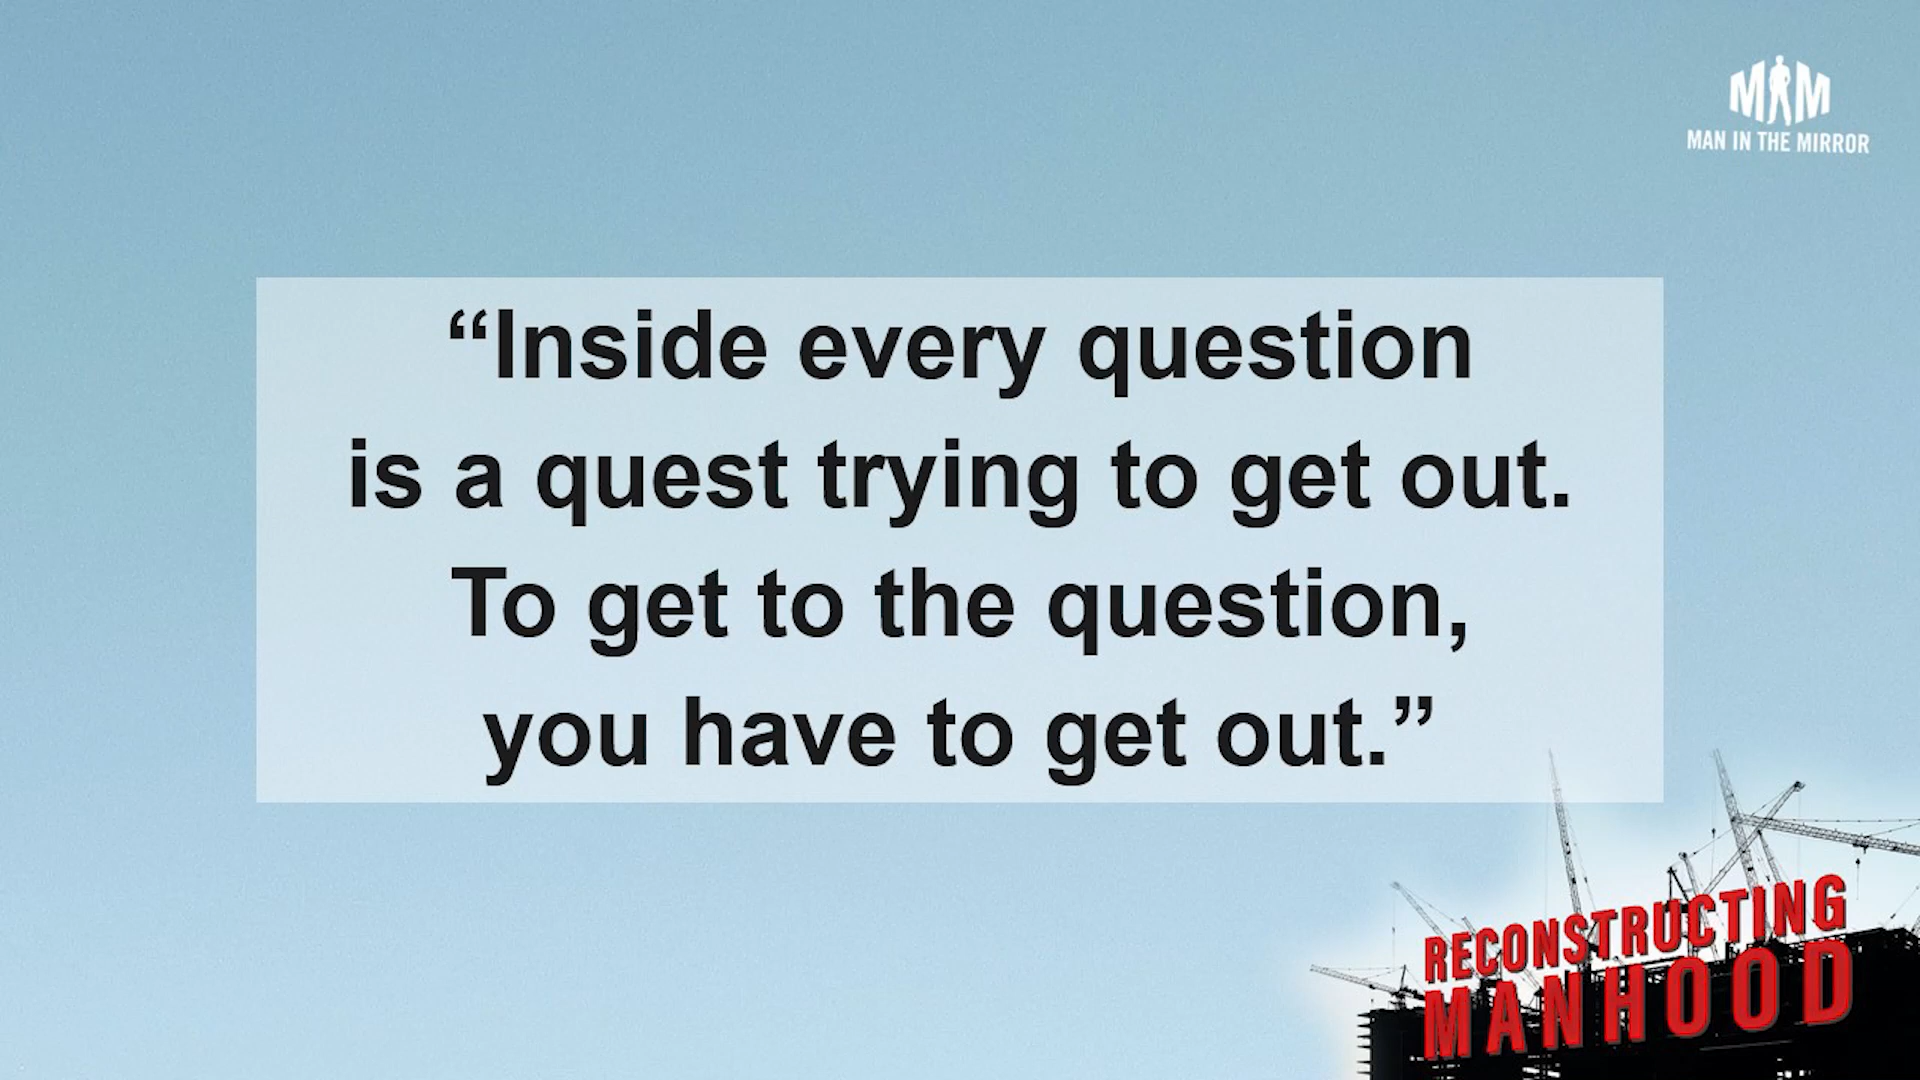 MIM
MAN IN THE MIRROR
“Inside every question
is a quest trying to get out.
To get to the question,
you have to get out.”
RECONSTRUCTING
MANHOOD